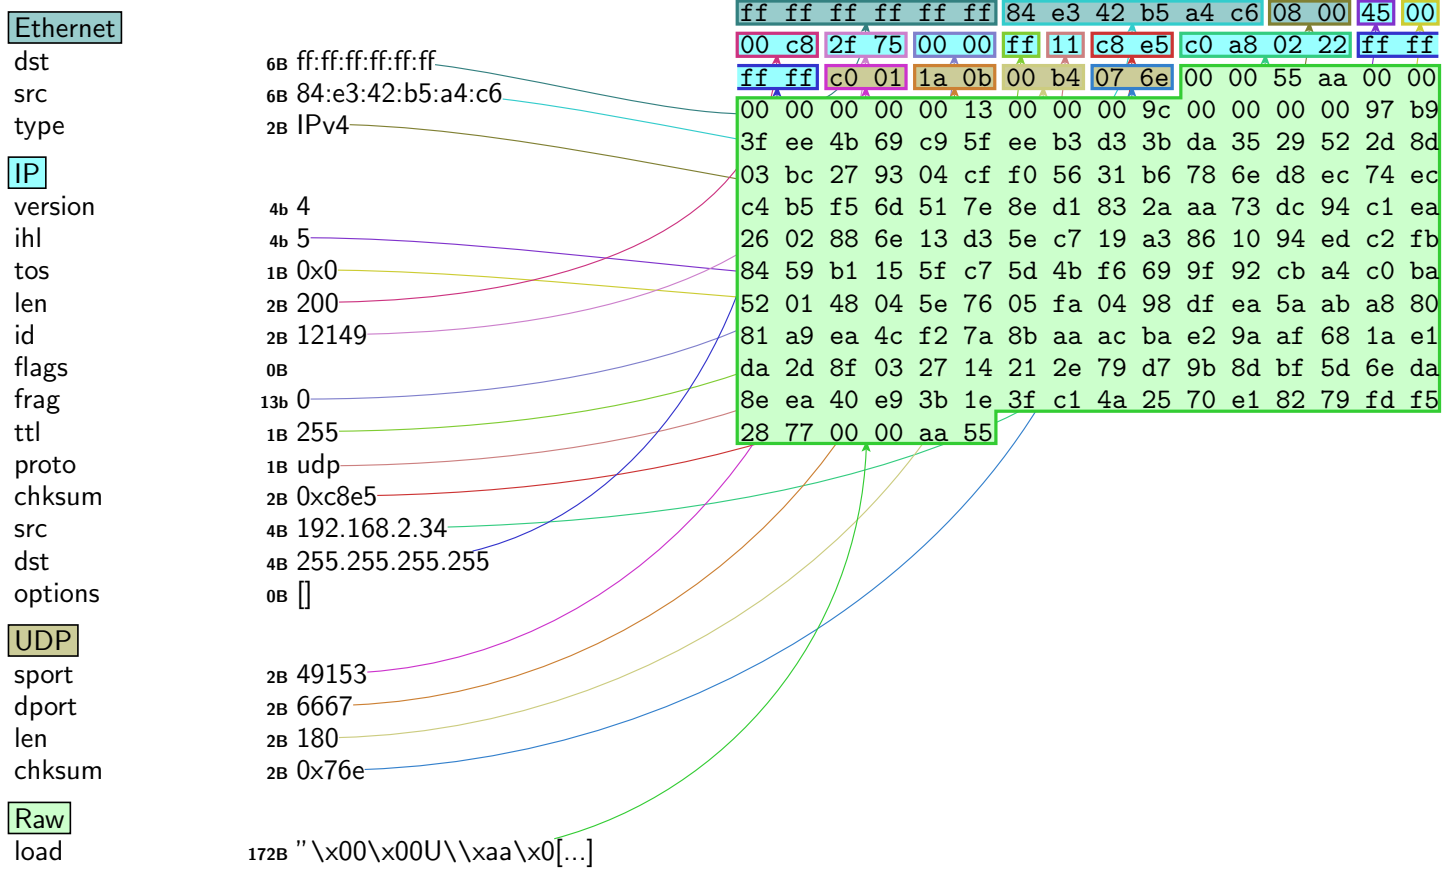 Ethernet
dst 6B ff:ff:ff:ff:ff:ff
src 6B 84:e3:42:b5:a4:c6
type 2B IPv4
IP
version 4b 4
ihl 4b 5
tos 1B 0x0
len 2B 200
id 2B 12149
flags 0B
frag 13b 0
ttl 1B 255
proto 1B udp
chksum 2B 0xc8e5
src 4B 192.168.2.34
dst 4B 255.255.255.255
options 0B []
UDP
sport 2B 49153
dport 2B 6667
len 2B 180
chksum 2B 0x76e
Raw
load 172B "\x00\x00U\\xaa\x0[...]
ff ff ff ff ff ff 84 e3 42 b5 a4 c6 08 00 45 00
00 c8 2f 75 00 00 ff 11 c8 e5 c0 a8 02 22 ff ff
ff ff c0 01 1a 0b 00 b4 07 6e 00 00 55 aa 00 00
00 00 00 00 00 13 00 00 00 9c 00 00 00 00 97 b9
3f ee 4b 69 c9 5f ee b3 d3 3b da 35 29 52 2d 8d
03 bc 27 93 04 cf f0 56 31 b6 78 6e d8 ec 74 ec
c4 b5 f5 6d 51 7e 8e d1 83 2a aa 73 dc 94 c1 ea
26 02 88 6e 13 d3 5e c7 19 a3 86 10 94 ed c2 fb
84 59 b1 15 5f c7 5d 4b f6 69 9f 92 cb a4 c0 ba
52 01 48 04 5e 76 05 fa 04 98 df ea 5a ab a8 80
81 a9 ea 4c f2 7a 8b aa ac ba e2 9a af 68 1a e1
da 2d 8f 03 27 14 21 2e 79 d7 9b 8d bf 5d 6e da
8e ea 40 e9 3b 1e 3f c1 4a 25 70 e1 82 79 fd f5
28 77 00 00 aa 55